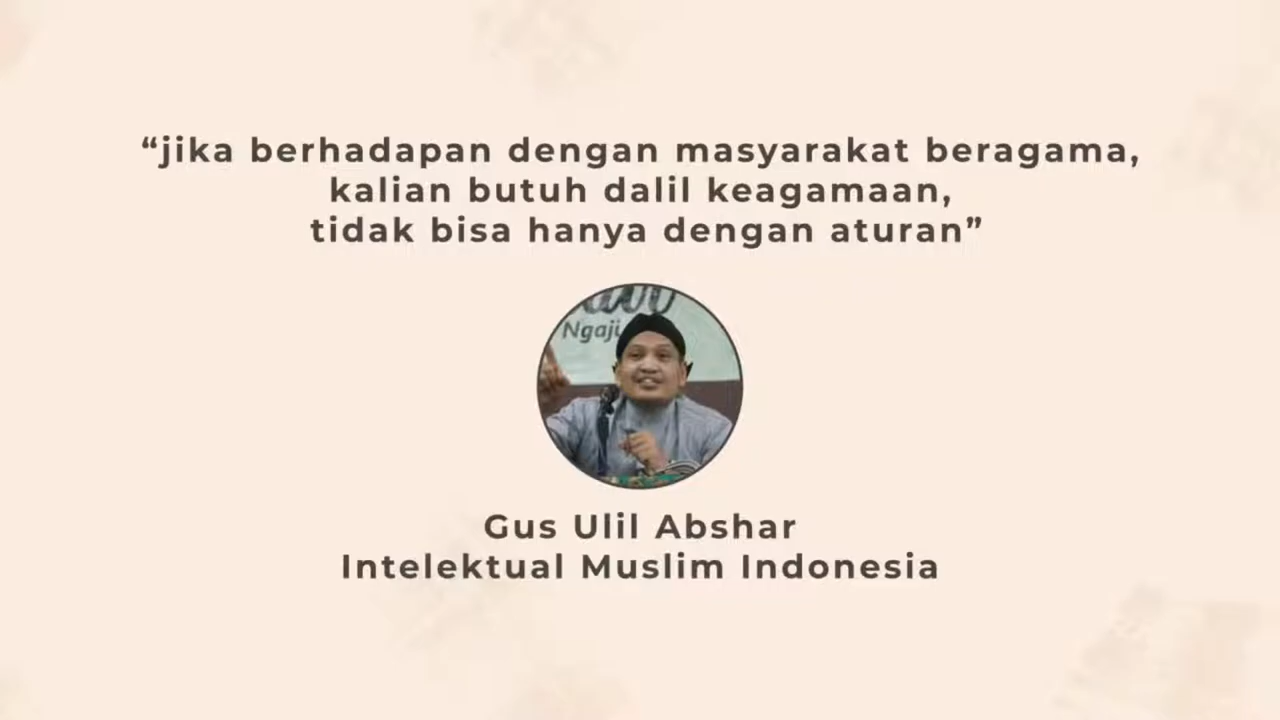 “jika berhadapan dengan masyarakat beragama,
kalian butuh dalil keagamaan,
tidak bisa hanya dengan aturan”
Ngaji
Gus Ulil Abshar
Intelektual Muslim Indonesia